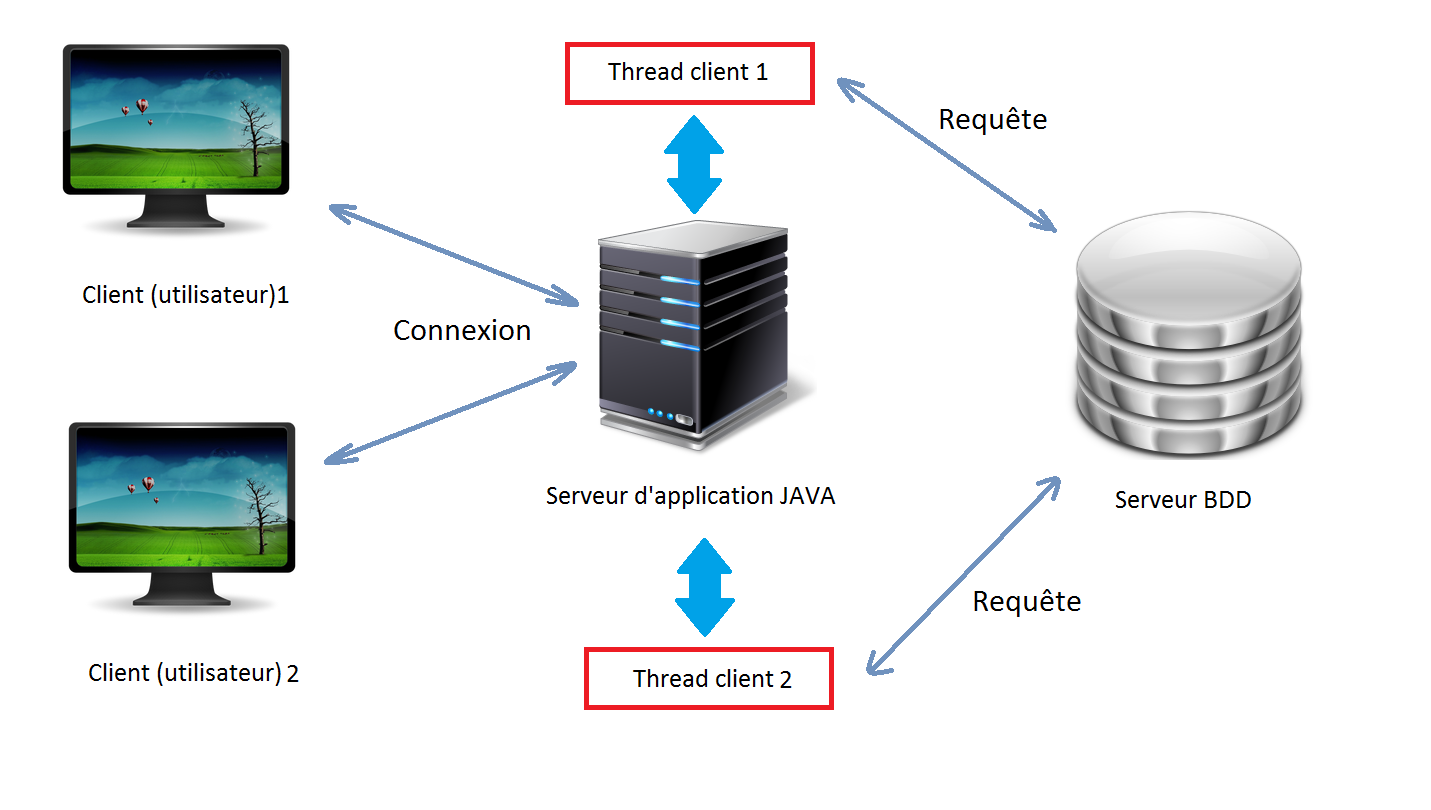 Thread client 1
Requête
Client (utilisateur)1
Connexion
Serveur d'application JAVA
Serveur BDD
Requête
Client (utilisateur) 2
Thread client 2